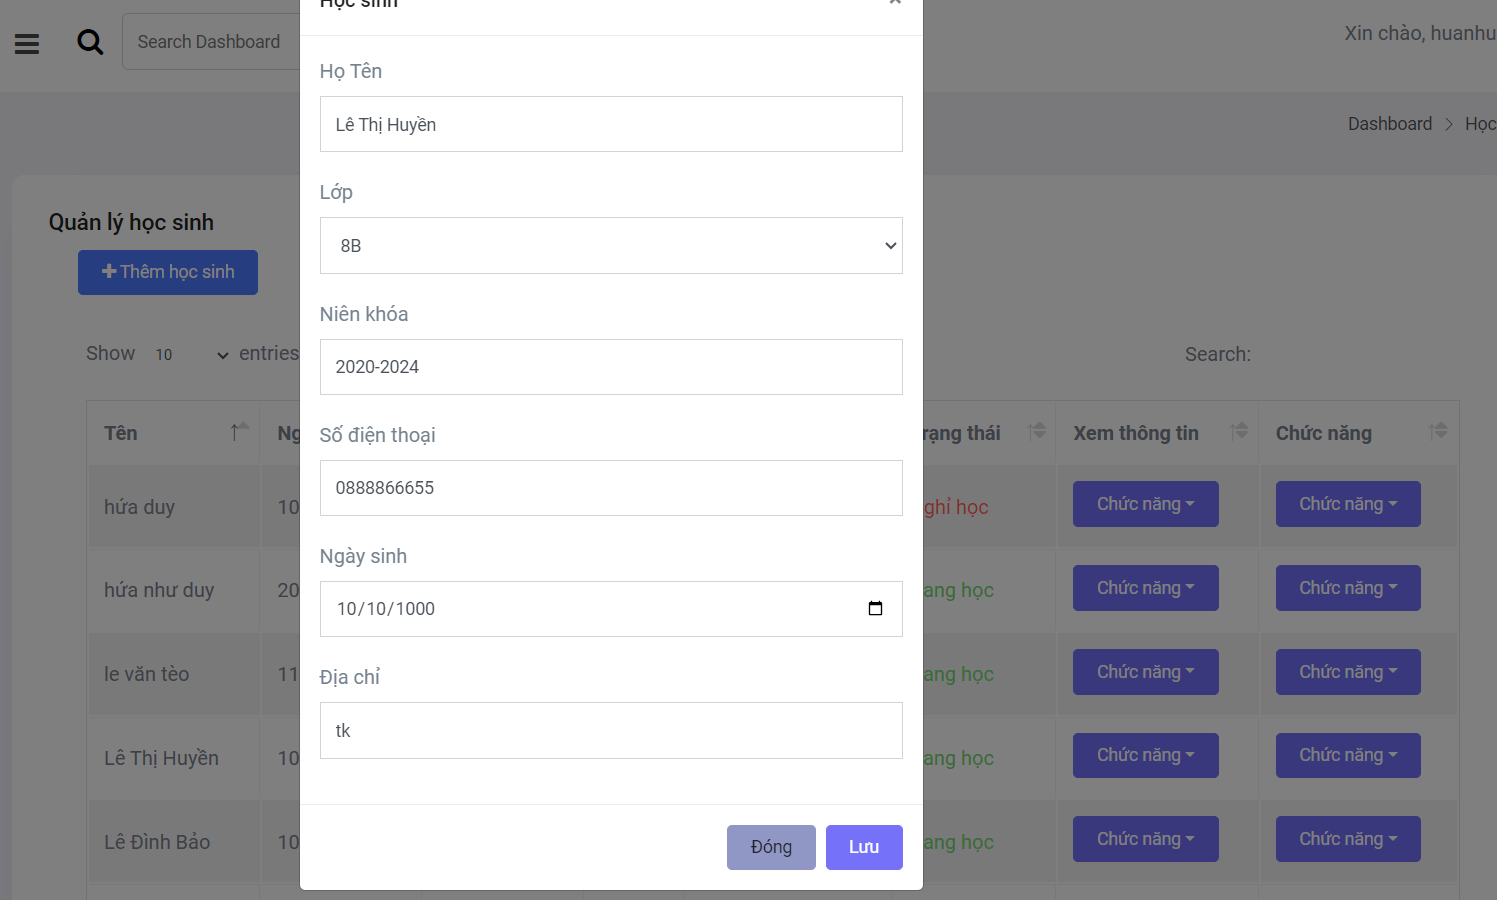 Học sinh
Search Dashboard
Xin chào, huanhu
Dashboard > Học
Họ Tên
Lê Thị Huyền
Lớp
8B
Niên khóa
2020-2024
Số điện thoại
0888866655
Ngày sinh
10/10/1000
Địa chỉ
tk
Đóng Lưu
Quản lý học sinh
Thêm học sinh
Show 10 entries
Search:
Tên Ng rạng thái Xem thông tin Chức năng
hứa duy 10 ghỉ học Chức năng Chức năng
hứa như duy 20 ang học Chức năng Chức năng
le văn tèo 11 ang học Chức năng Chức năng
Lê Thị Huyền 10 ang học Chức năng Chức năng
Lê Đình Bảo 10 ang học Chức năng Chức năng